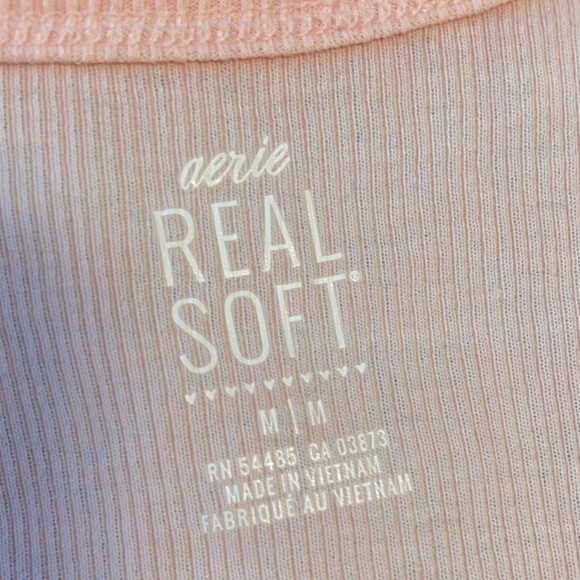 aerie
REAL
SOFT®
M | M
RN 54485 CA 03873
MADE IN VIETNAM
FABRIQUÉ AU VIETNAM